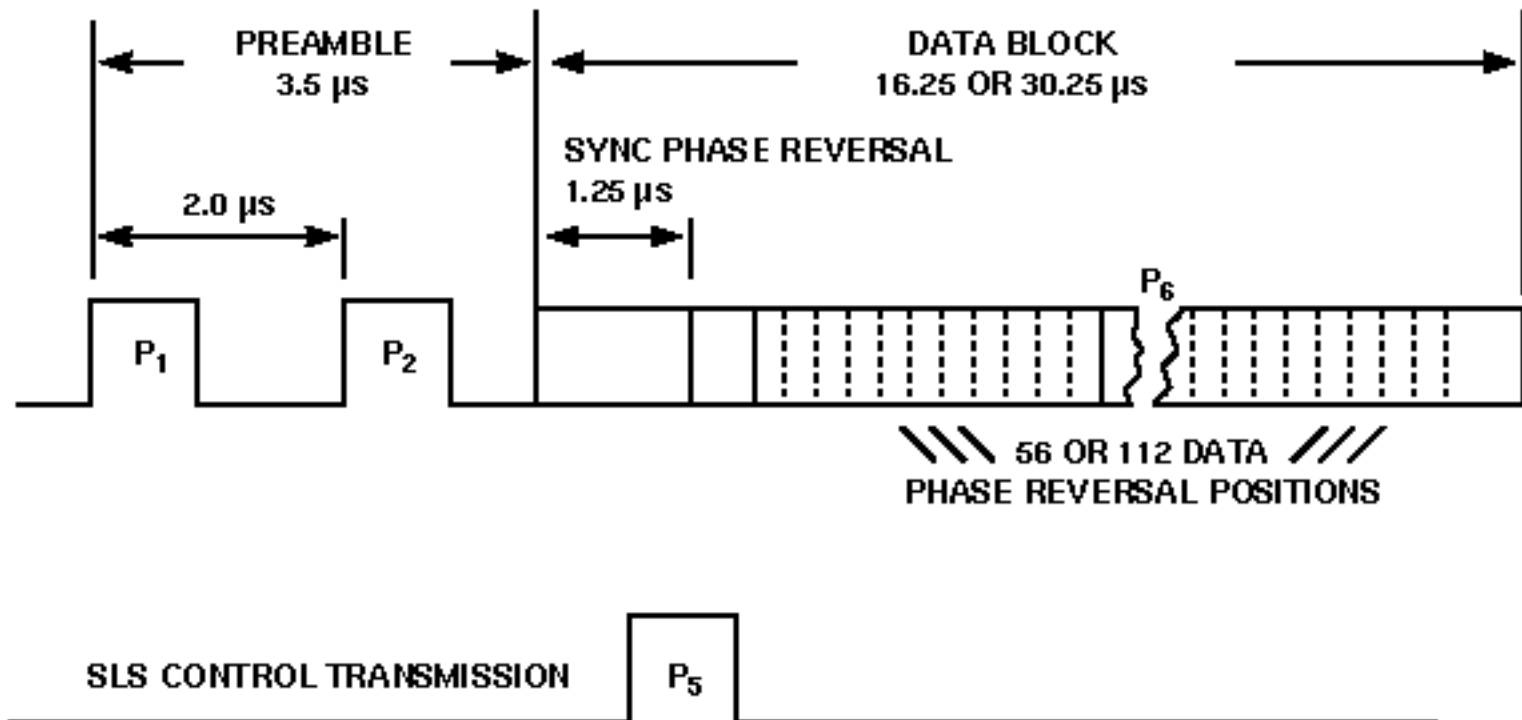 PREAMBLE
3.5 µs
DATA BLOCK
16.25 OR 30.25 µs
SYNC PHASE REVERSAL
1.25 µs
2.0 µs
P6
P1
P2
56 OR 112 DATA
PHASE REVERSAL POSITIONS
SLS CONTROL TRANSMISSION
P5